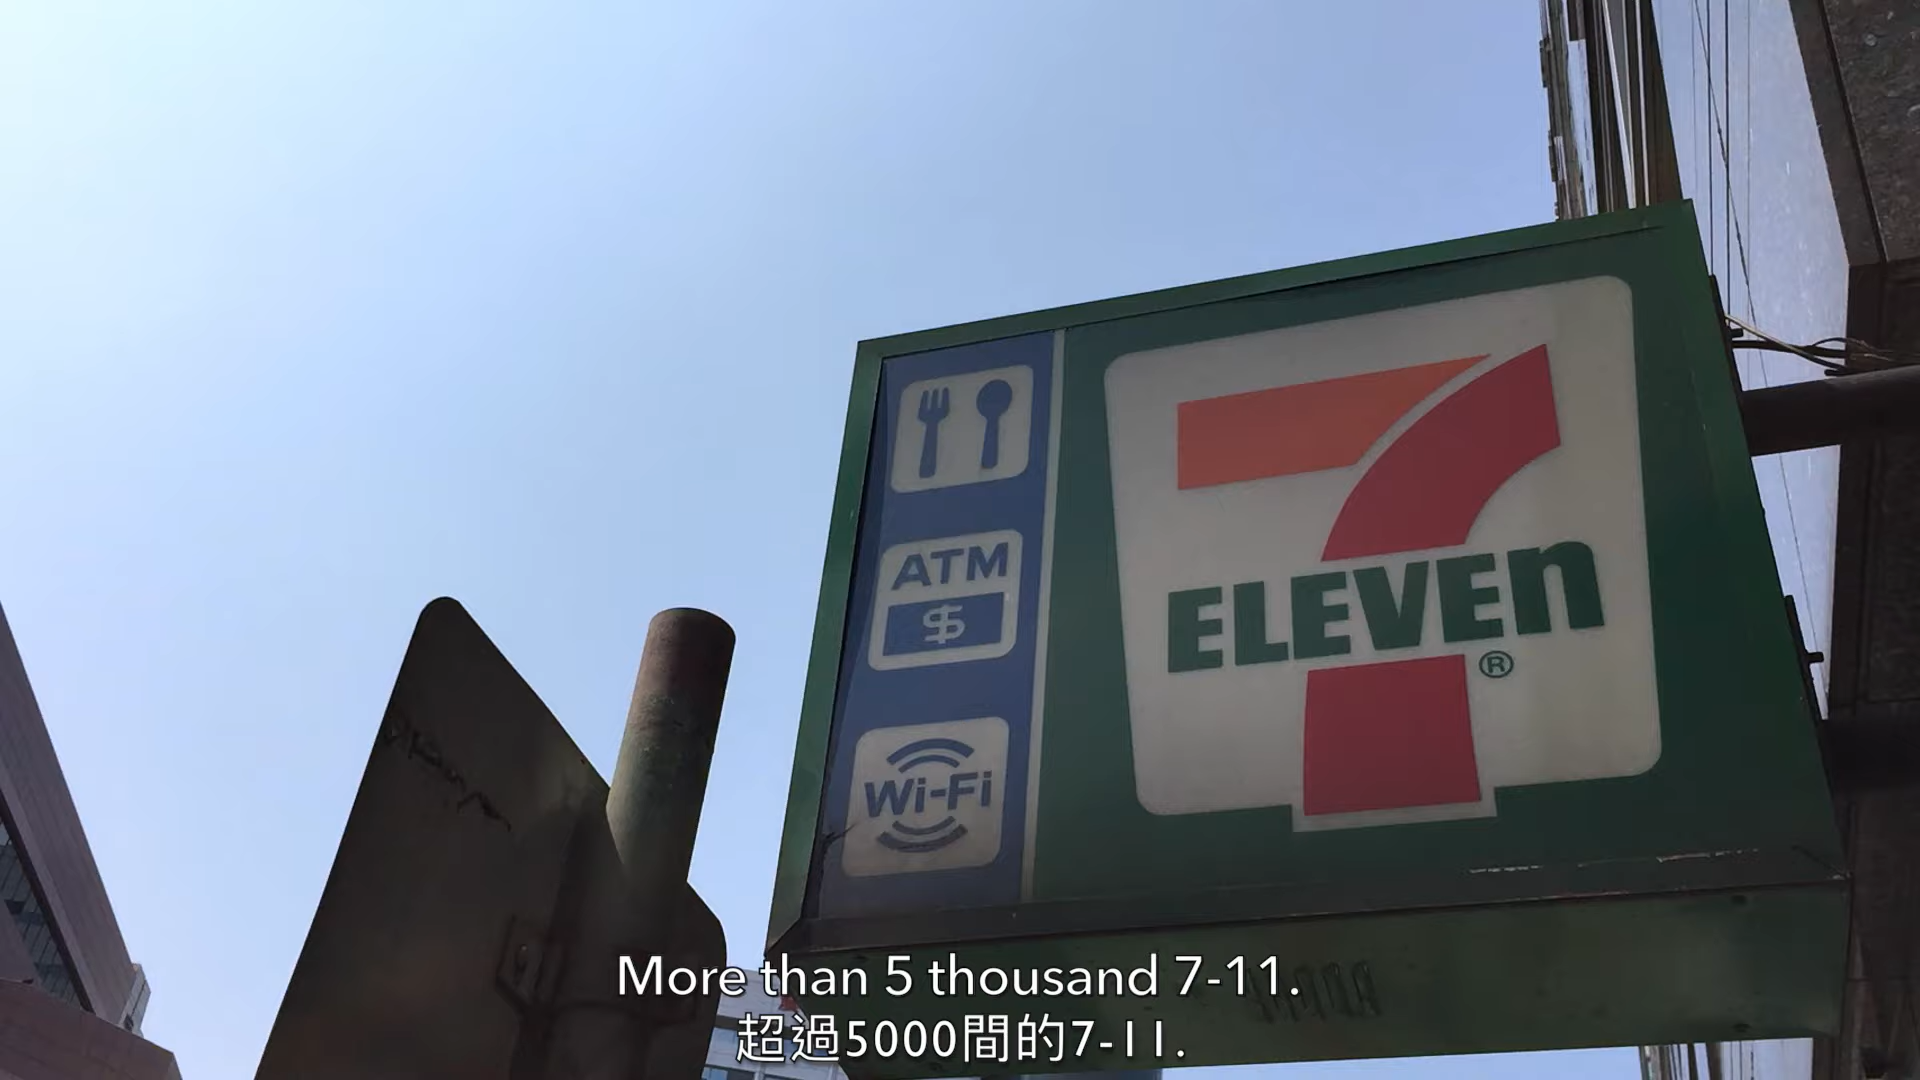 7
ELEVEn
®
ATM
$
Wi-Fi
More than 5 thousand 7-11.
超過5000間的7-11.